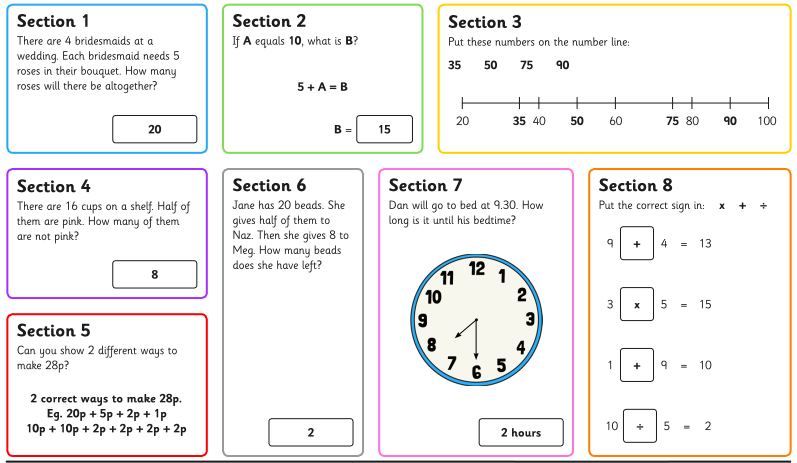 Section 1
There are 4 bridesmaids at a
wedding. Each bridesmaid needs 5
roses in their bouquet. How many
roses will there be altogether?
20
Section 2
If A equals 10, what is B?
5 + A = B
B = 15
Section 3
Put these numbers on the number line:
35 50 75 90
20 35 40 50 60 75 80 90 100
Section 4
There are 16 cups on a shelf. Half of
them are pink. How many of them
are not pink?
8
Section 5
Can you show 2 different ways to
make 28p?
2 correct ways to make 28p.
Eg. 20p + 5p + 2p + 1p
10p + 10p + 2p + 2p + 2p + 2p
Section 6
Jane has 20 beads. She
gives half of them to
Naz. Then she gives 8 to
Meg. How many beads
does she have left?
2
Section 7
Dan will go to bed at 9.30. How
long is it until his bedtime?
12
1
2
3
4
5
6
7
8
9
10
11
2 hours
Section 8
Put the correct sign in: x + ÷
9 + 4 = 13
3 x 5 = 15
1 + 9 = 10
10 ÷ 5 = 2